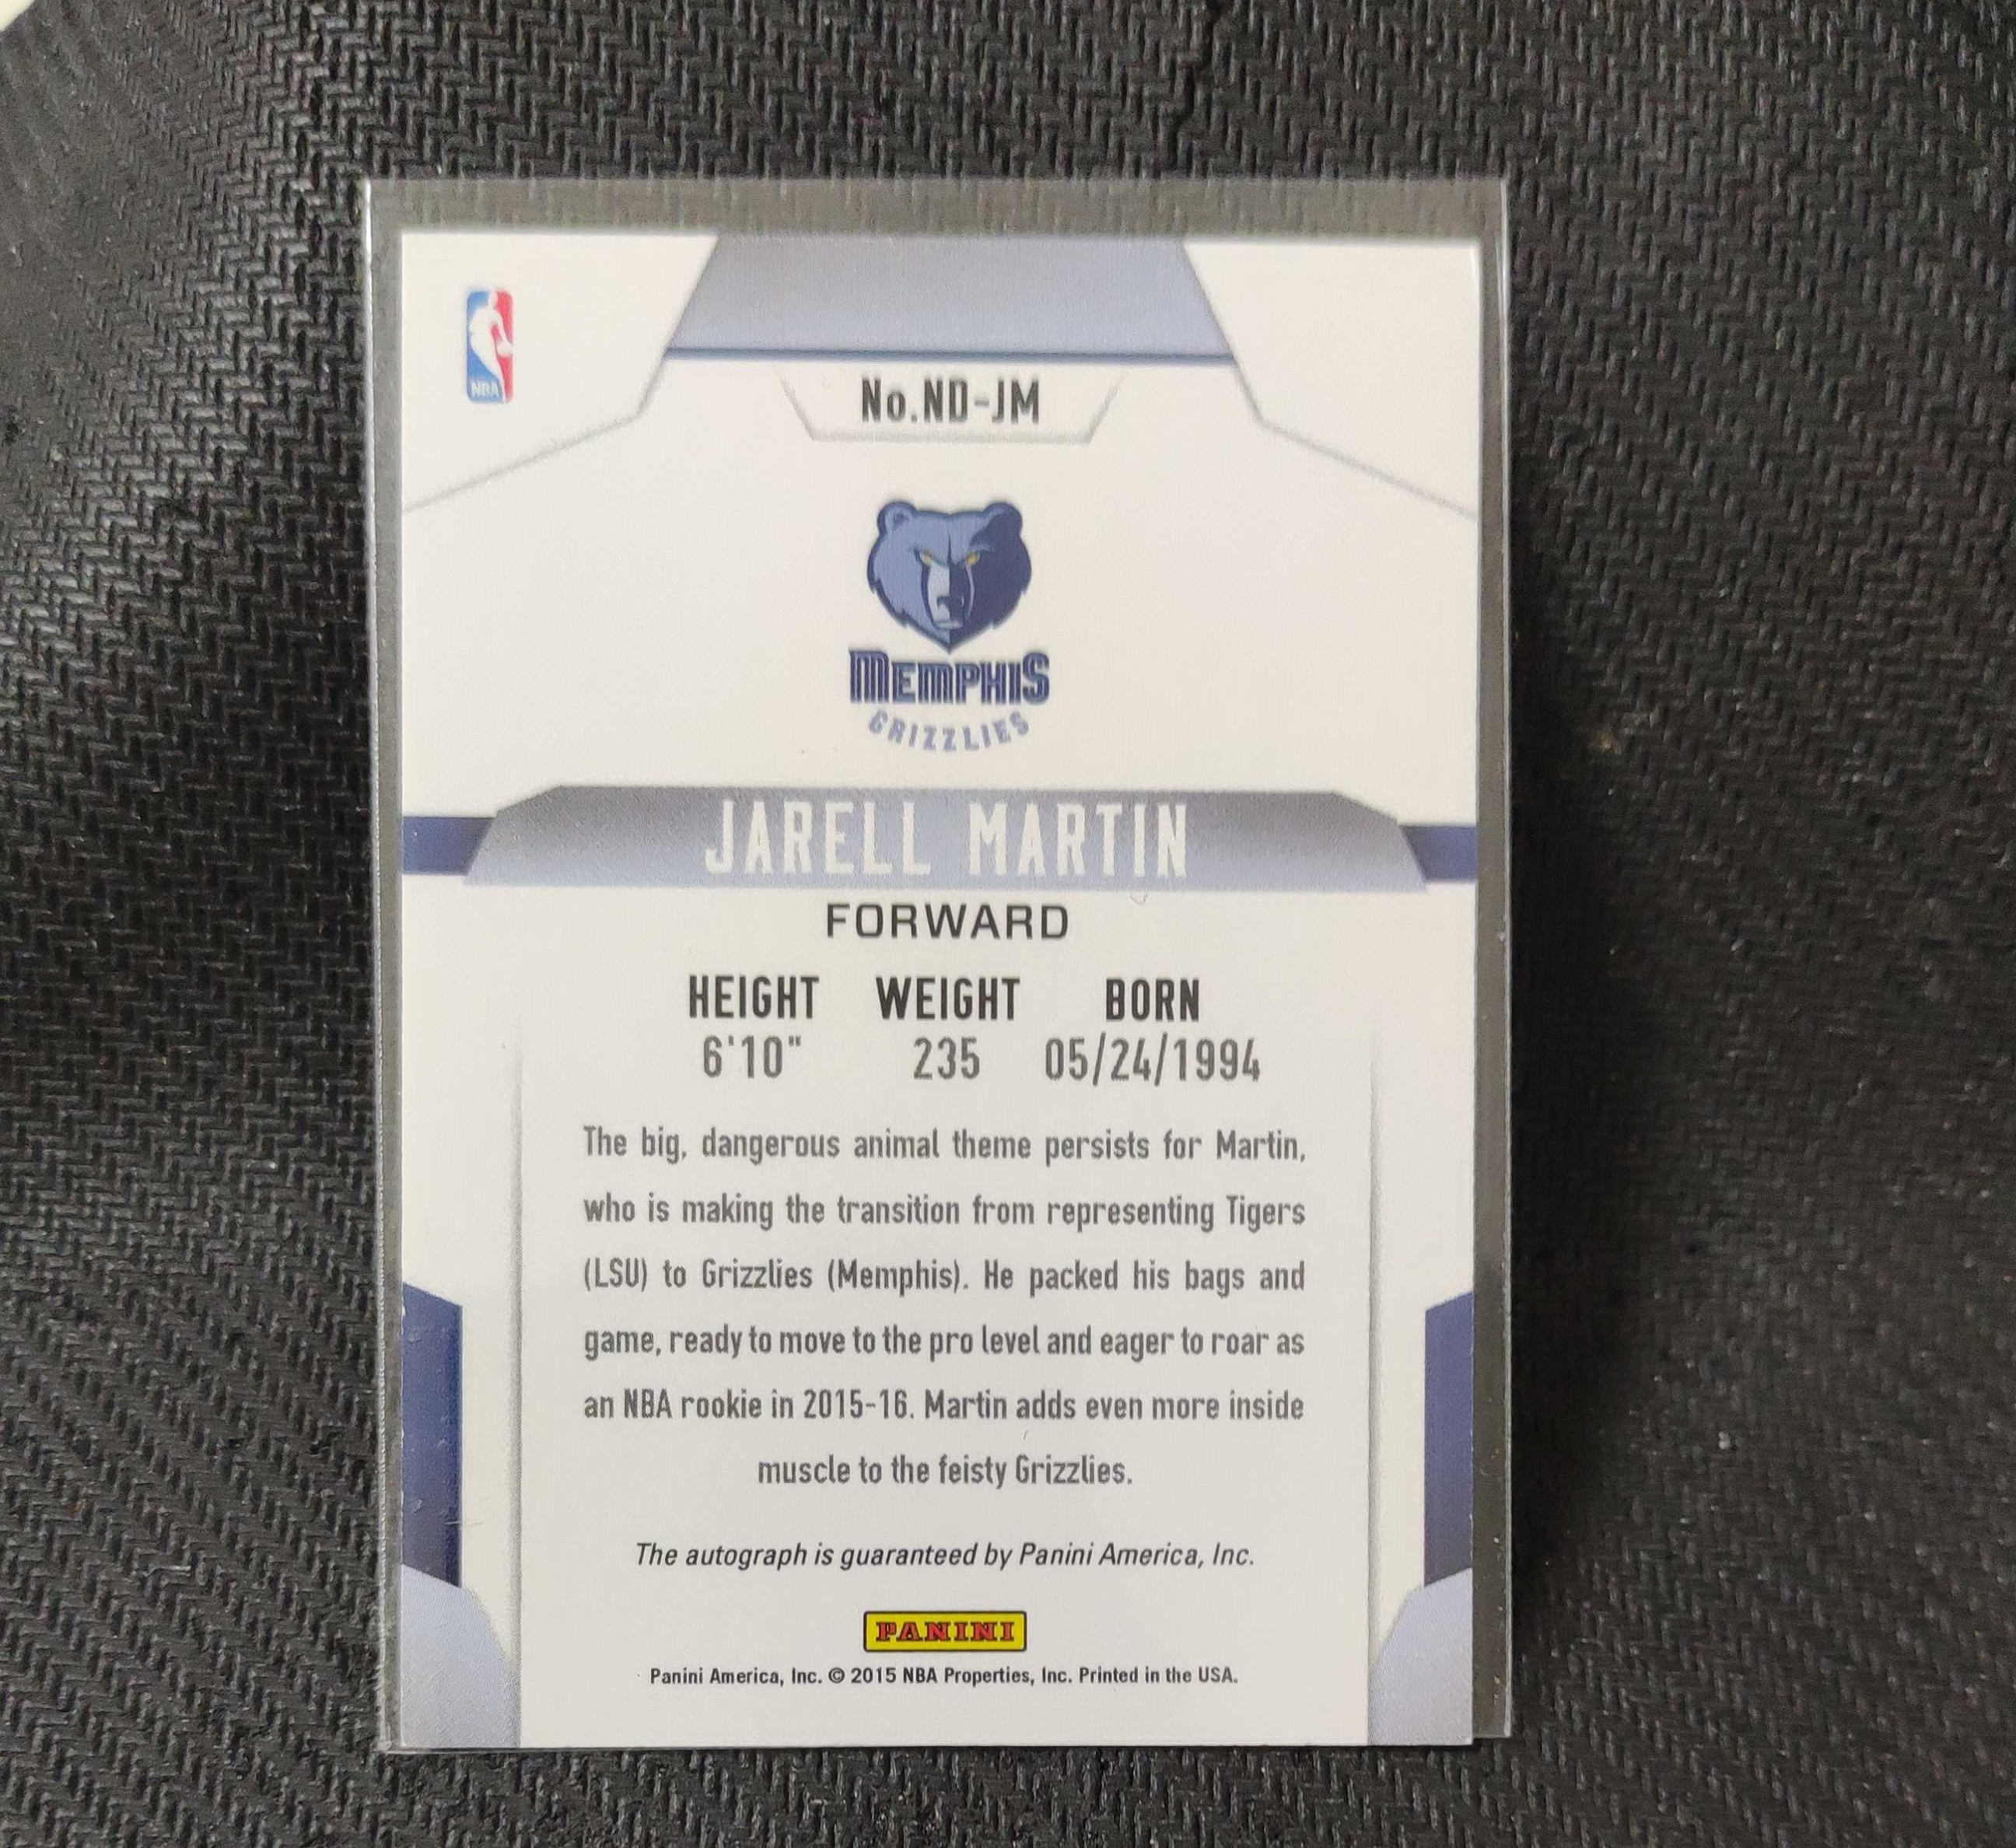 NBA
No.ND-JM
MEMPHIS
GRIZZLIES
JARELL MARTIN
FORWARD
HEIGHT WEIGHT BORN
6'10" 235 05/24/1994
The big, dangerous animal theme persists for Martin,
who is making the transition from representing Tigers
(LSU) to Grizzlies (Memphis). He packed his bags and
game, ready to move to the pro level and eager to roar as
an NBA rookie in 2015-16. Martin adds even more inside
muscle to the feisty Grizzlies.
The autograph is guaranteed by Panini America, Inc.
PANINI
Panini America, Inc. © 2015 NBA Properties, Inc. Printed in the USA.